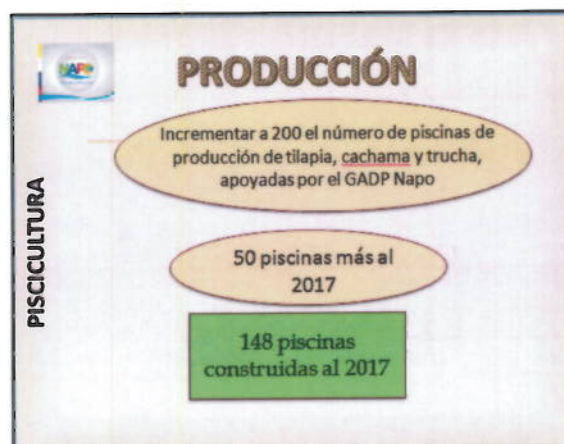 NAPO
PRODUCCIÓN
Incrementar a 200 el número de piscinas de
producción de tilapia, cachama y trucha,
apoyadas por el GADP Napo
PISCICULTURA
50 piscinas más al
2017
148 piscinas
construidas al 2017